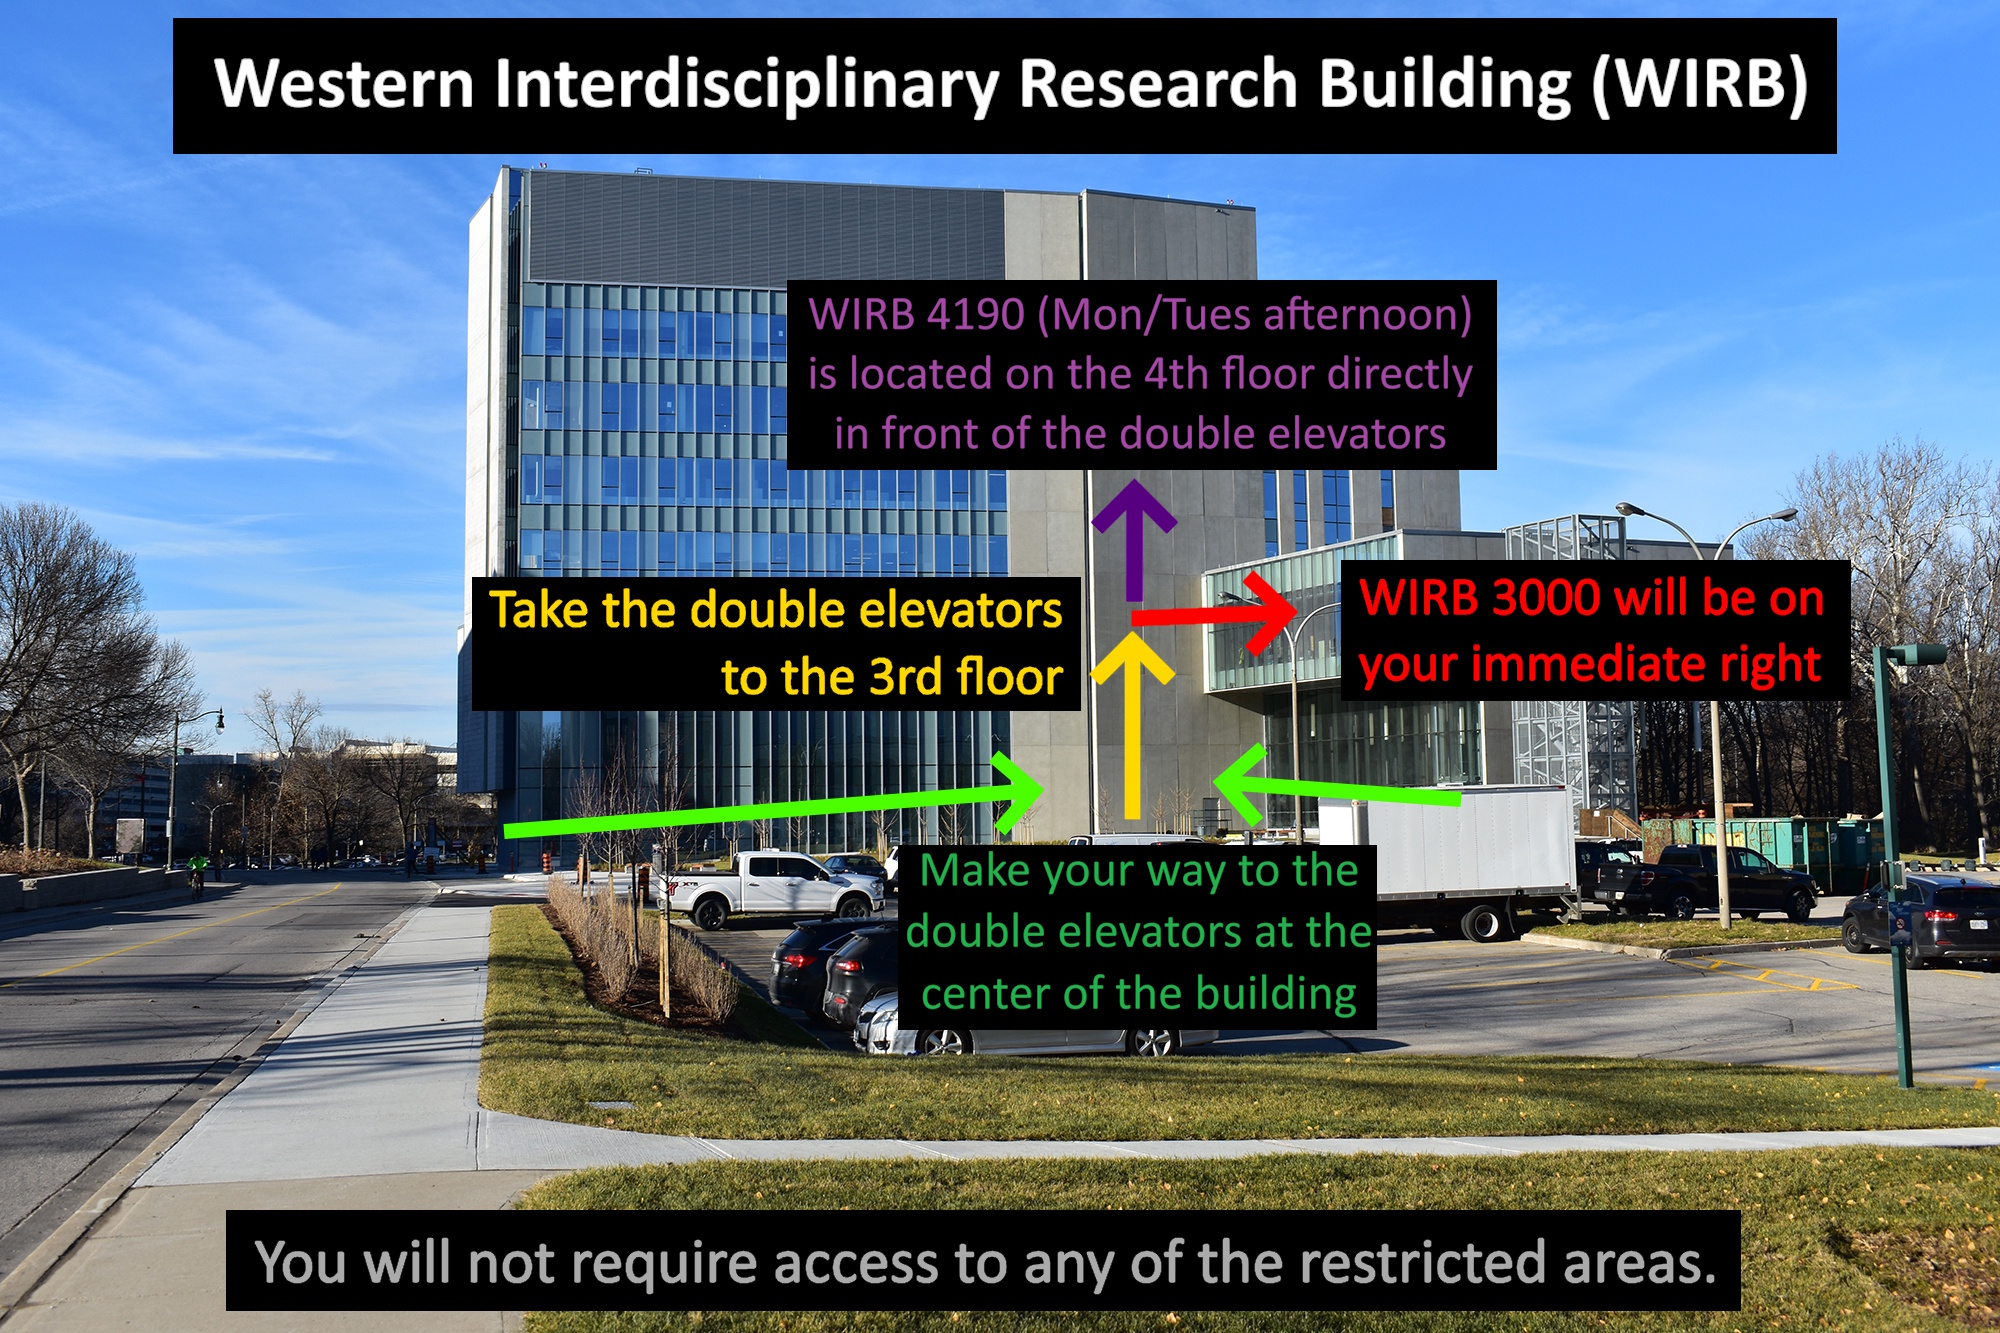 Western Interdisciplinary Research Building (WIRB)
WIRB 4190 (Mon/Tues afternoon)
is located on the 4th floor directly
in front of the double elevators
Take the double elevators
to the 3rd floor
WIRB 3000 will be on
your immediate right
Make your way to the
double elevators at the
center of the building
You will not require access to any of the restricted areas.